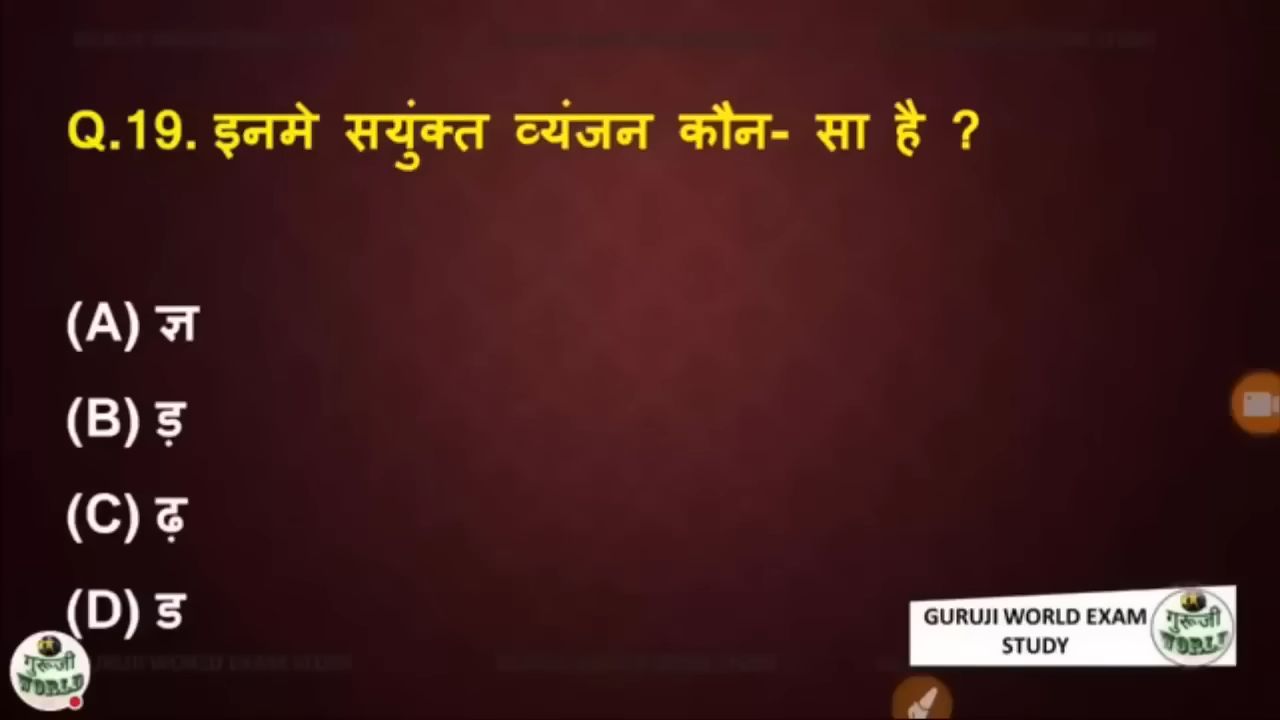 Q.19. इनमे सयुंक्त व्यंजन कौन- सा है ?
(A) ज्ञ
(B) ड़
(C) ढ़
(D) ड
GURUJI WORLD EXAM
STUDY
गुरूजी
WORLD
गुरूजी
WORLD